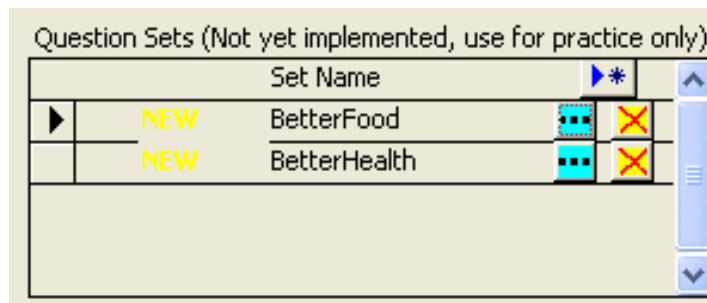 Question Sets (Not yet implemented, use for practice only)
Set Name
NEW BetterFood
NEW BetterHealth